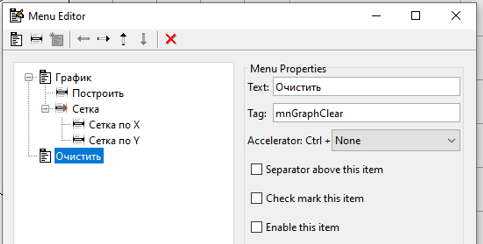 Menu Editor
График
Построить
Сетка
Сетка по X
Сетка по Y
Очистить
Menu Properties
Text: Очистить
Tag: mnGraphClear
Accelerator: Ctrl + None
Separator above this item
Check mark this item
Enable this item